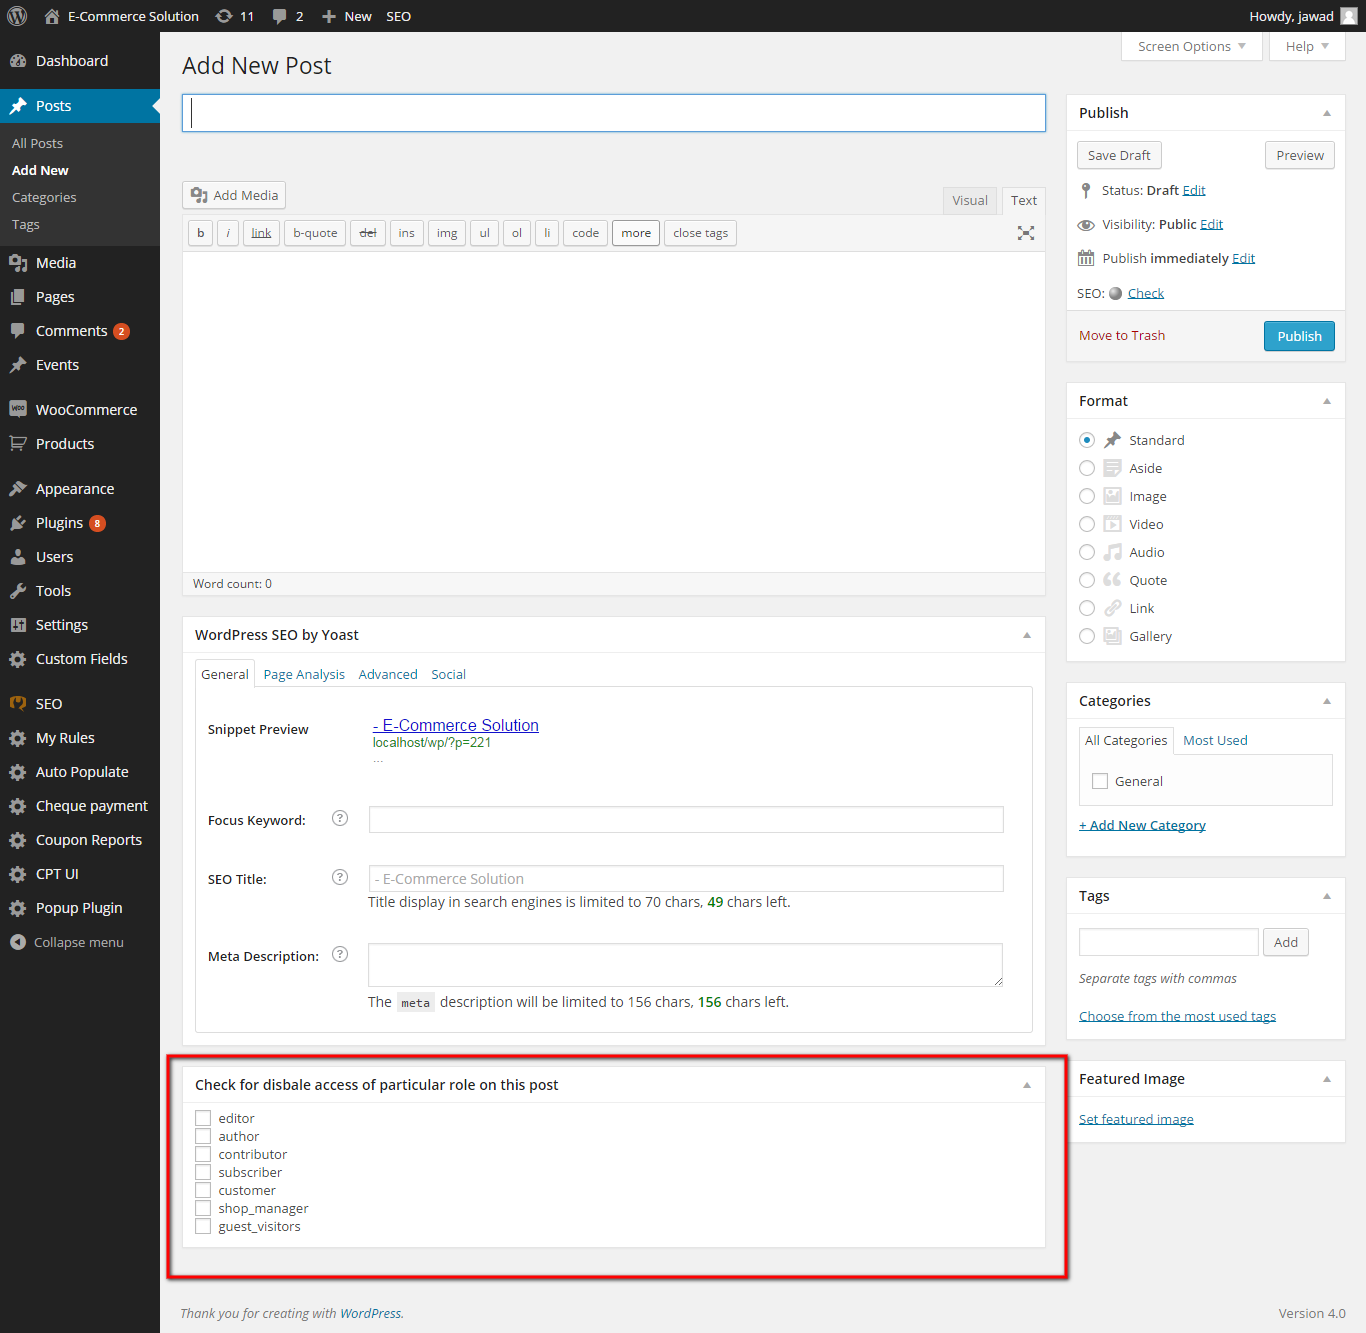 E-Commerce Solution 11 2 New SEO Howdy, jawad
Dashboard
Posts
All Posts
Add New
Categories
Tags
Media
Pages
Comments 2
Events
WooCommerce
Products
Appearance
Plugins 8
Users
Tools
Settings
Custom Fields
SEO
My Rules
Auto Populate
Cheque payment
Coupon Reports
CPT UI
Popup Plugin
Collapse menu
Screen Options Help
Add New Post
Add Media Visual Text
b i link b-quote del ins img ul ol li code more close tags
Word count: 0
WordPress SEO by Yoast
General Page Analysis Advanced Social
Snippet Preview
- E-Commerce Solution
localhost/wp/?p=221
...
Focus Keyword: ?
SEO Title: ? - E-Commerce Solution
Title display in search engines is limited to 70 chars, 49 chars left.
Meta Description: ?
The meta description will be limited to 156 chars, 156 chars left.
Check for disbale access of particular role on this post
editor
author
contributor
subscriber
customer
shop_manager
guest_visitors
Publish
Save Draft Preview
Status: Draft Edit
Visibility: Public Edit
Publish immediately Edit
SEO: Check
Move to Trash Publish
Format
Standard
Aside
Image
Video
Audio
Quote
Link
Gallery
Categories
All Categories Most Used
General
+ Add New Category
Tags
Add
Separate tags with commas
Choose from the most used tags
Featured Image
Set featured image
Thank you for creating with WordPress. Version 4.0